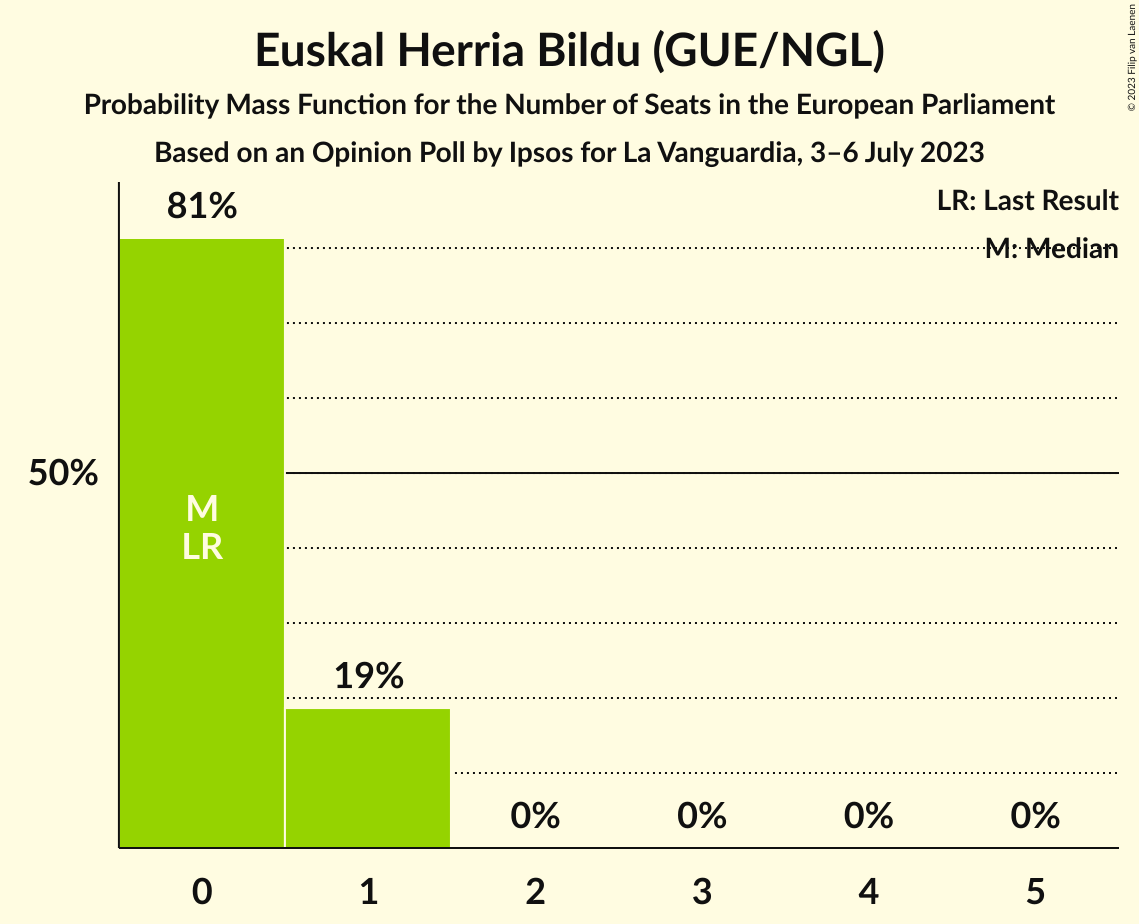 Euskal Herria Bildu (GUE/NGL)
Probability Mass Function for the Number of Seats in the European Parliament
Based on an Opinion Poll by Ipsos for La Vanguardia, 3–6 July 2023
© 2023 Filip van Laenen
LR: Last Result
M: Median
81%
50%
M
LR
19%
0% 0% 0% 0%
0 1 2 3 4 5